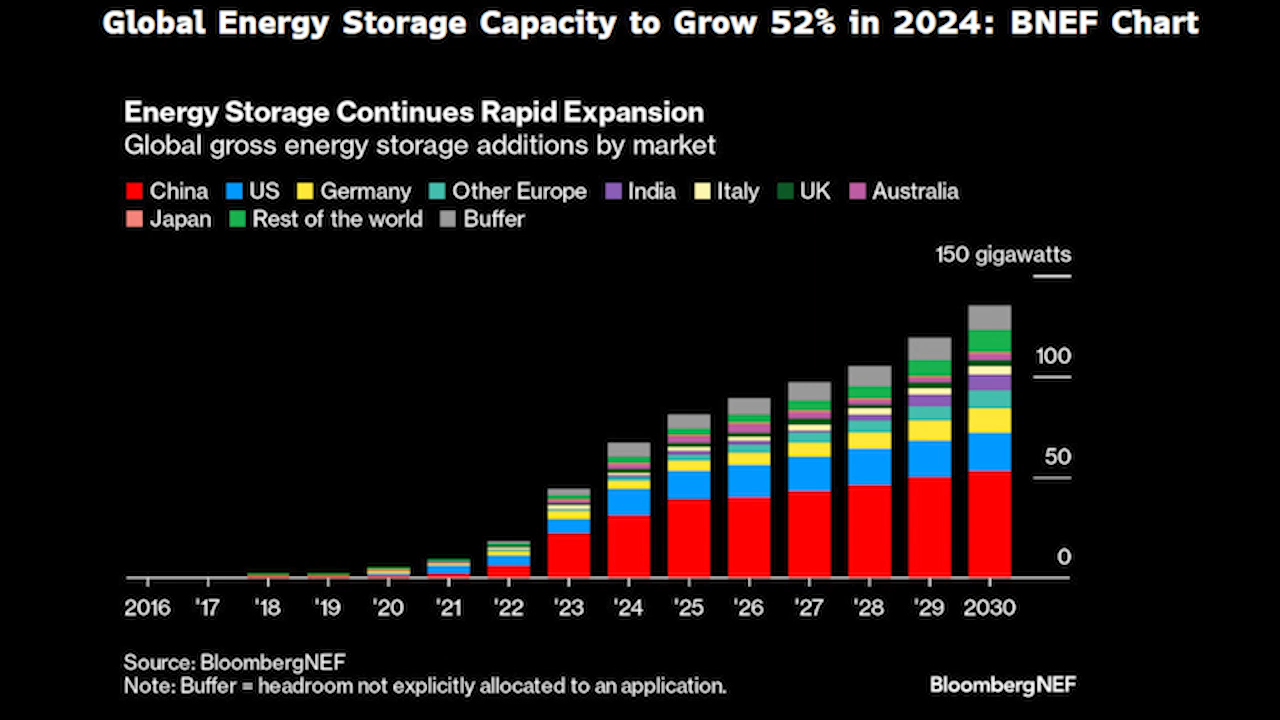 Global Energy Storage Capacity to Grow 52% in 2024: BNEF Chart
Energy Storage Continues Rapid Expansion
Global gross energy storage additions by market
China US Germany Other Europe India Italy UK Australia
Japan Rest of the world Buffer
150 gigawatts
100
50
0
2016 '17 '18 '19 '20 '21 '22 '23 '24 '25 '26 '27 '28 '29 2030
Source: BloombergNEF
Note: Buffer = headroom not explicitly allocated to an application.
BloombergNEF